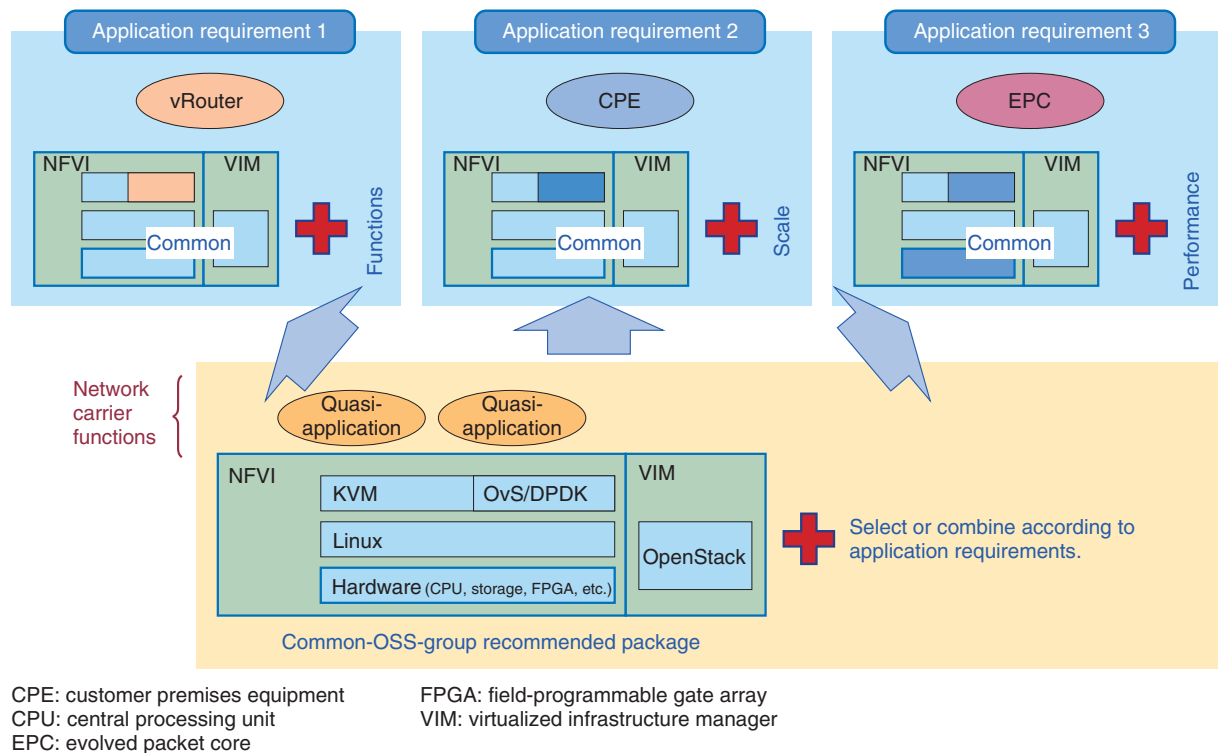 Application requirement 1
Application requirement 2
Application requirement 3
vRouter
CPE
EPC
NFVI
VIM
Common
Functions
NFVI
VIM
Common
Scale
NFVI
VIM
Common
Performance
Network
carrier
functions
Quasi-
application
Quasi-
application
NFVI
VIM
KVM
OvS/DPDK
Linux
Hardware (CPU, storage, FPGA, etc.)
OpenStack
Select or combine according to
application requirements.
Common-OSS-group recommended package
CPE: customer premises equipment
CPU: central processing unit
EPC: evolved packet core
FPGA: field-programmable gate array
VIM: virtualized infrastructure manager